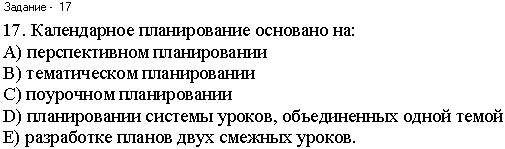 Задание - 17
17. Календарное планирование основано на:
A) перспективном планировании
B) тематическом планировании
C) поурочном планировании
D) планировании системы уроков, объединенных одной темой
E) разработке планов двух смежных уроков.